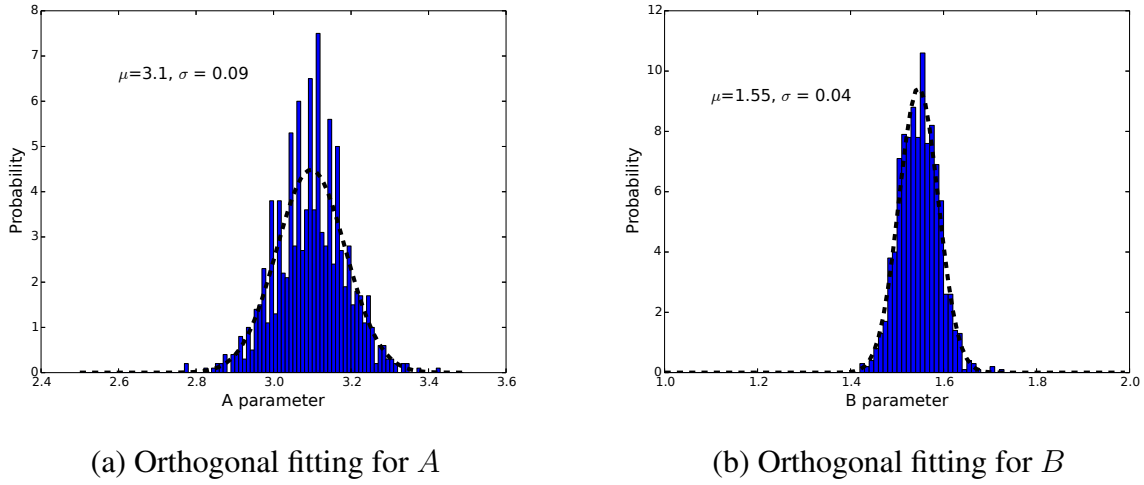 8
7
6
5
4
3
2
1
0
Probability
μ=3.1, σ = 0.09
2.4 2.6 2.8 3.0 3.2 3.4 3.6
A parameter
(a) Orthogonal fitting for A
12
10
8
6
4
2
0
Probability
μ=1.55, σ = 0.04
1.0 1.2 1.4 1.6 1.8 2.0
B parameter
(b) Orthogonal fitting for B